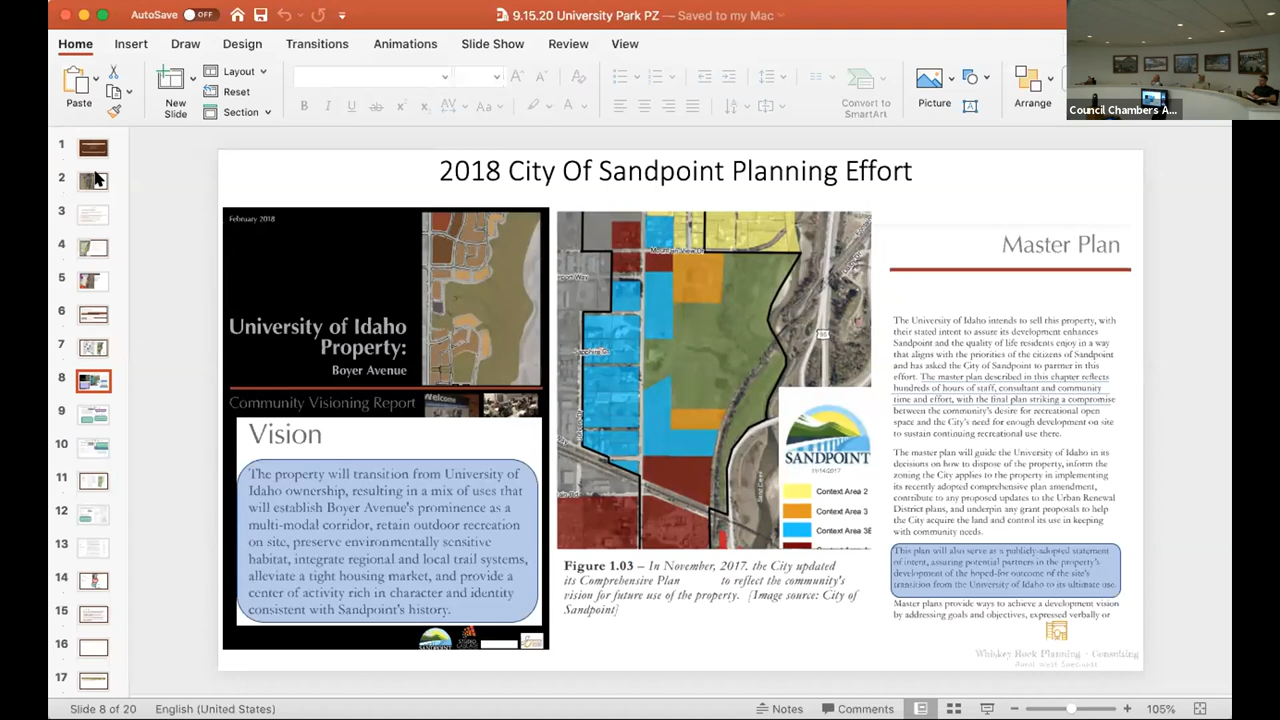 AutoSave OFF
9.15.20 University Park PZ — Saved to my Mac
Home Insert Draw Design Transitions Animations Slide Show Review View
Paste
New
Slide
Layout
Reset
Section
Convert to
SmartArt
Picture
Arrange
Council Chambers A...
1
2
3
4
5
6
7
8
9
10
11
12
13
14
15
16
17
2018 City Of Sandpoint Planning Effort
February 2018
University of Idaho
Property:
Boyer Avenue
Community Visioning Report
Welcome
Vision
The property will transition from University of
Idaho ownership, resulting in a mix of uses that
will establish Boyer Avenue's prominence as a
multi-modal corridor, retain outdoor recreation
on site, preserve environmentally sensitive
habitat, integrate regional and local trail systems,
alleviate a tight housing market, and provide a
center of activity rich in character and identity
consistent with Sandpoint's history.
SANDPOINT
11/14/2017
Context Area 2
Context Area 3
Context Area 3E
Figure 1.03 – In November, 2017. the City updated
its Comprehensive Plan to reflect the community's
vision for future use of the property. [Image source: City of
Sandpoint]
Master Plan
The University of Idaho intends to sell this property, with
their stated intent to assure its development enhances
Sandpoint and the quality of life residents enjoy in a way
that aligns with the priorities of the citizens of Sandpoint
and has asked the City of Sandpoint to partner in this
effort. The master plan described in this chapter reflects
hundreds of hours of staff, consultant and community
time and effort, with the final plan striking a compromise
between the community's desire for recreational open
space and the City's need for enough development on site
to sustain continuing recreational use there.
The master plan will guide the University of Idaho in its
decisions on how to dispose of the property, inform the
zoning the City applies to the property in implementing
its recently adopted comprehensive plan amendment,
contribute to any proposed updates to the Urban Renewal
District plans, and underpin any grant proposals to help
the City acquire the land and control its use in keeping
with community needs.
This plan will also serve as a publicly-adopted statement
of intent, assuring potential partners in the property's
development of the hoped-for outcome of the site's
transition from the University of Idaho to its ultimate use.
Master plans provide ways to achieve a development vision
by addressing goals and objectives, expressed verbally or
Whiskey Rock Planning + Consulting
Rural West Specialist
Slide 8 of 20 English (United States) Notes Comments 105%